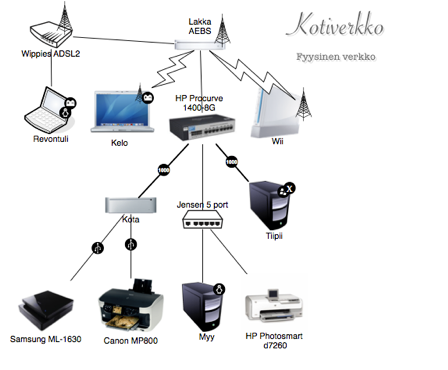 Kotiverkko
Fyysinen verkko
Lakka
AEBS
Wippies ADSL2
Revontuli
Kelo
HP Procurve
1400-8G
Wii
1000
1000
Kota
Jensen 5 port
Tiipii
X
Samsung ML-1630
Canon MP800
Myy
HP Photosmart
d7260